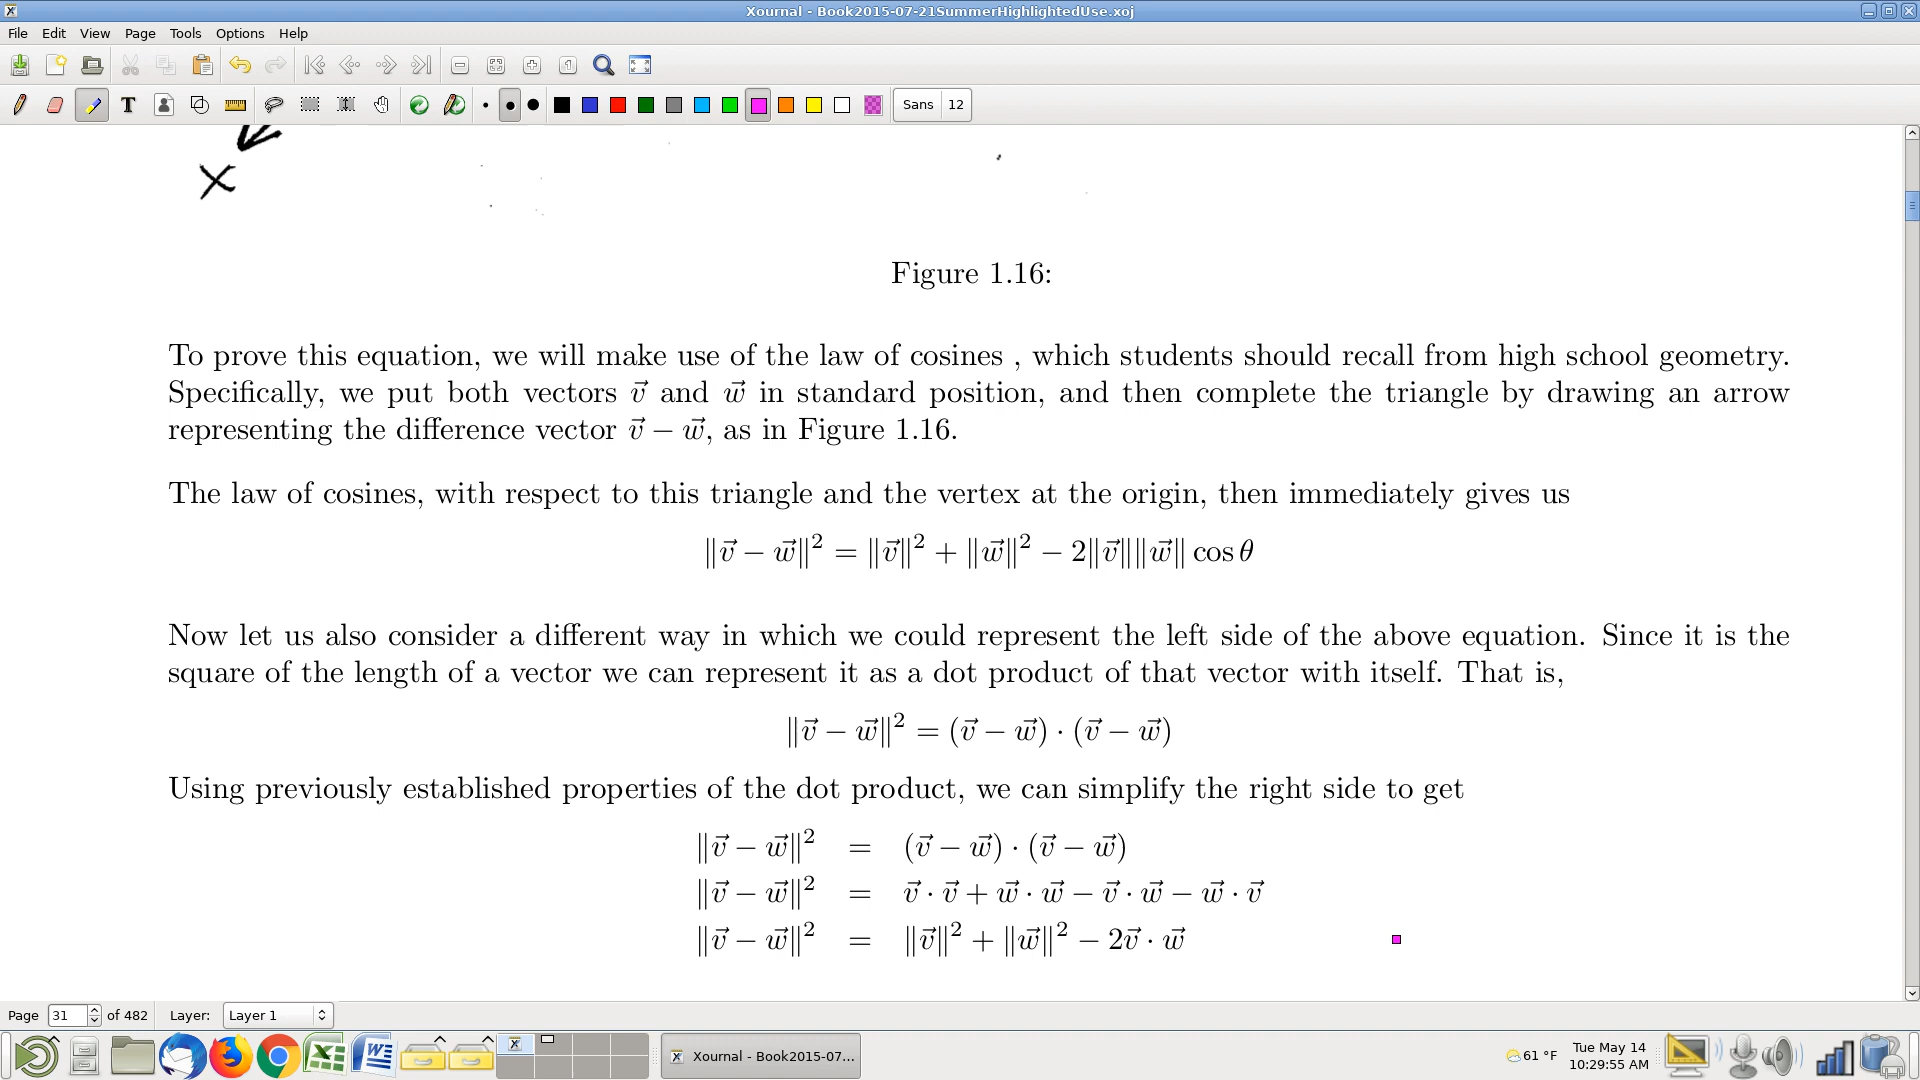 Xournal - Book2015-07-21SummerHighlightedUse.xoj
File Edit View Page Tools Options Help
T Sans 12
x
Figure 1.16:
To prove this equation, we will make use of the law of cosines , which students should recall from high school geometry.
Specifically, we put both vectors v⃗ and w⃗ in standard position, and then complete the triangle by drawing an arrow
representing the difference vector v⃗ − w⃗, as in Figure 1.16.
The law of cosines, with respect to this triangle and the vertex at the origin, then immediately gives us
‖v⃗ − w⃗‖² = ‖v⃗‖² + ‖w⃗‖² − 2‖v⃗‖‖w⃗‖ cos θ
Now let us also consider a different way in which we could represent the left side of the above equation. Since it is the
square of the length of a vector we can represent it as a dot product of that vector with itself. That is,
‖v⃗ − w⃗‖² = (v⃗ − w⃗) · (v⃗ − w⃗)
Using previously established properties of the dot product, we can simplify the right side to get
‖v⃗ − w⃗‖² = (v⃗ − w⃗) · (v⃗ − w⃗)
‖v⃗ − w⃗‖² = v⃗ · v⃗ + w⃗ · w⃗ − v⃗ · w⃗ − w⃗ · v⃗
‖v⃗ − w⃗‖² = ‖v⃗‖² + ‖w⃗‖² − 2v⃗ · w⃗
Page 31 of 482 Layer: Layer 1
Xournal - Book2015-07...
61 °F
Tue May 14
10:29:55 AM